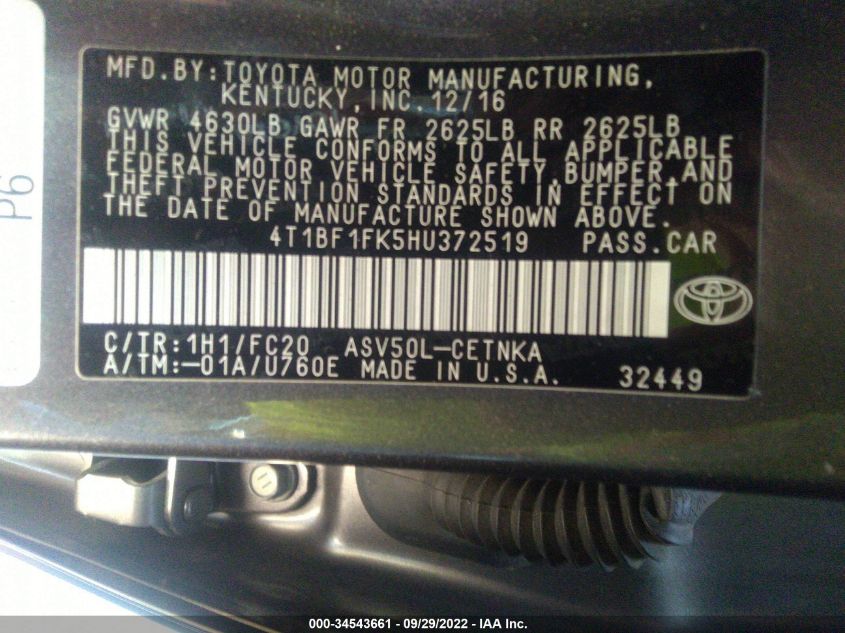 MFD.BY:TOYOTA MOTOR MANUFACTURING,
KENTUCKY,INC.12/16
GVWR 4630LB GAWR FR 2625LB RR 2625LB
THIS VEHICLE CONFORMS TO ALL APPLICABLE
FEDERAL MOTOR VEHICLE SAFETY,BUMPER,AND
THEFT PREVENTION STANDARDS IN EFFECT ON
THE DATE OF MANUFACTURE SHOWN ABOVE.
4T1BF1FK5HU372519 PASS.CAR
C/TR:1H1/FC20 ASV50L-CETNKA
A/TM:-01A/U760E MADE IN U.S.A. 32449
P6
000-34543661 - 09/29/2022 - IAA Inc.